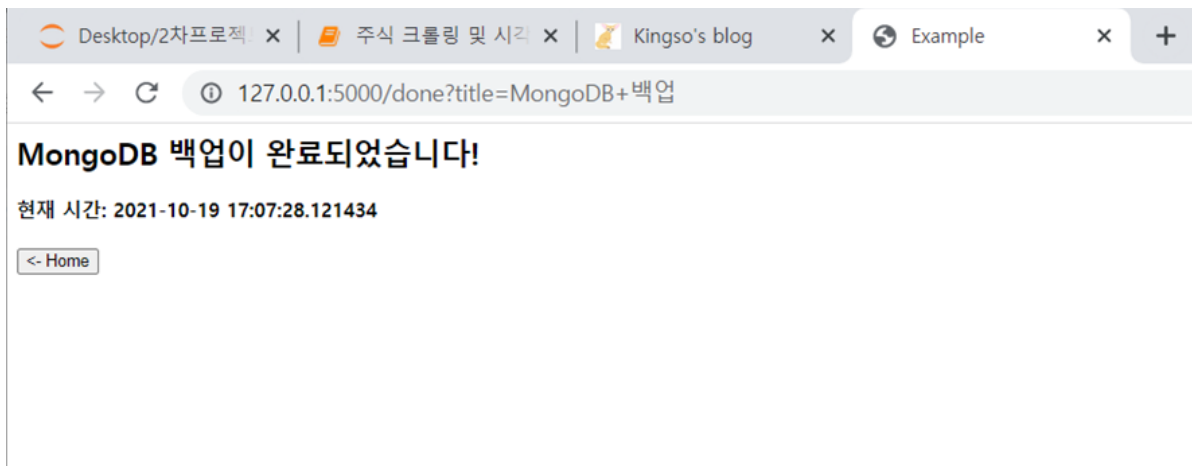 Desktop/2차프로젝
주식 크롤링 및 시각
Kingso's blog
Example
127.0.0.1:5000/done?title=MongoDB+백업
MongoDB 백업이 완료되었습니다!
현재 시간: 2021-10-19 17:07:28.121434
<- Home